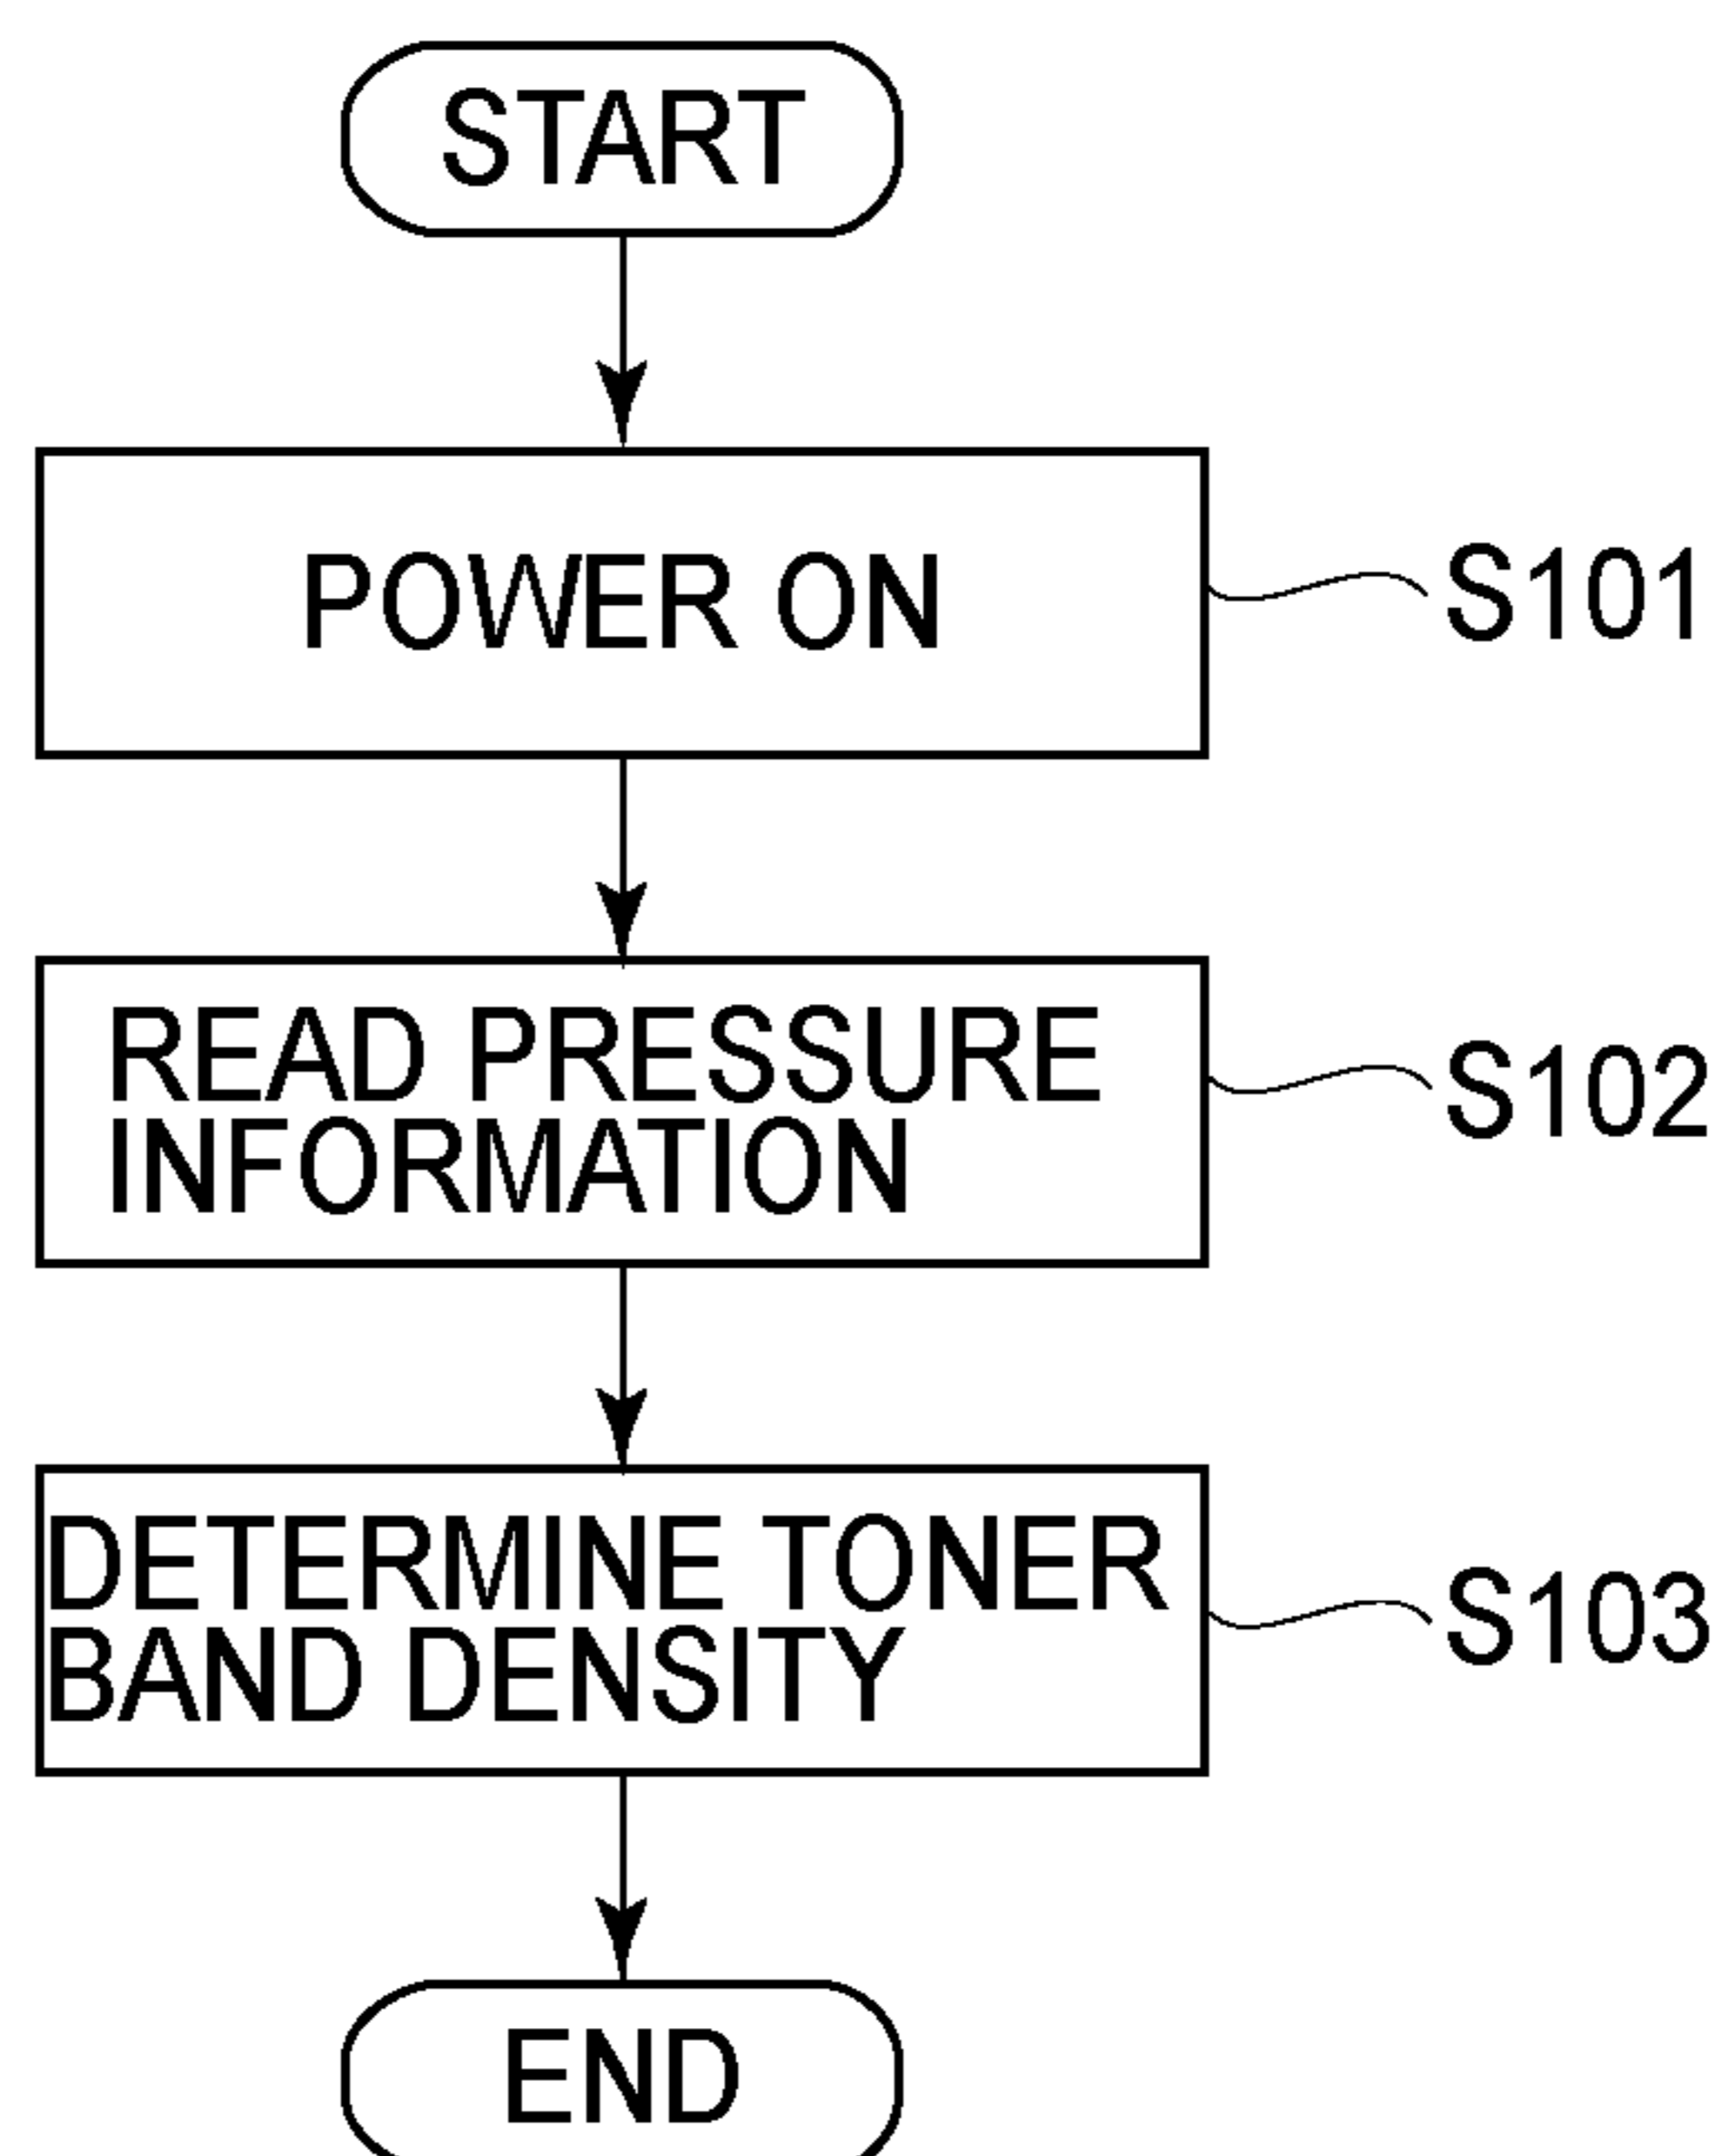 START
POWER ON
S101
READ PRESSURE
INFORMATION
S102
DETERMINE TONER
BAND DENSITY
S103
END